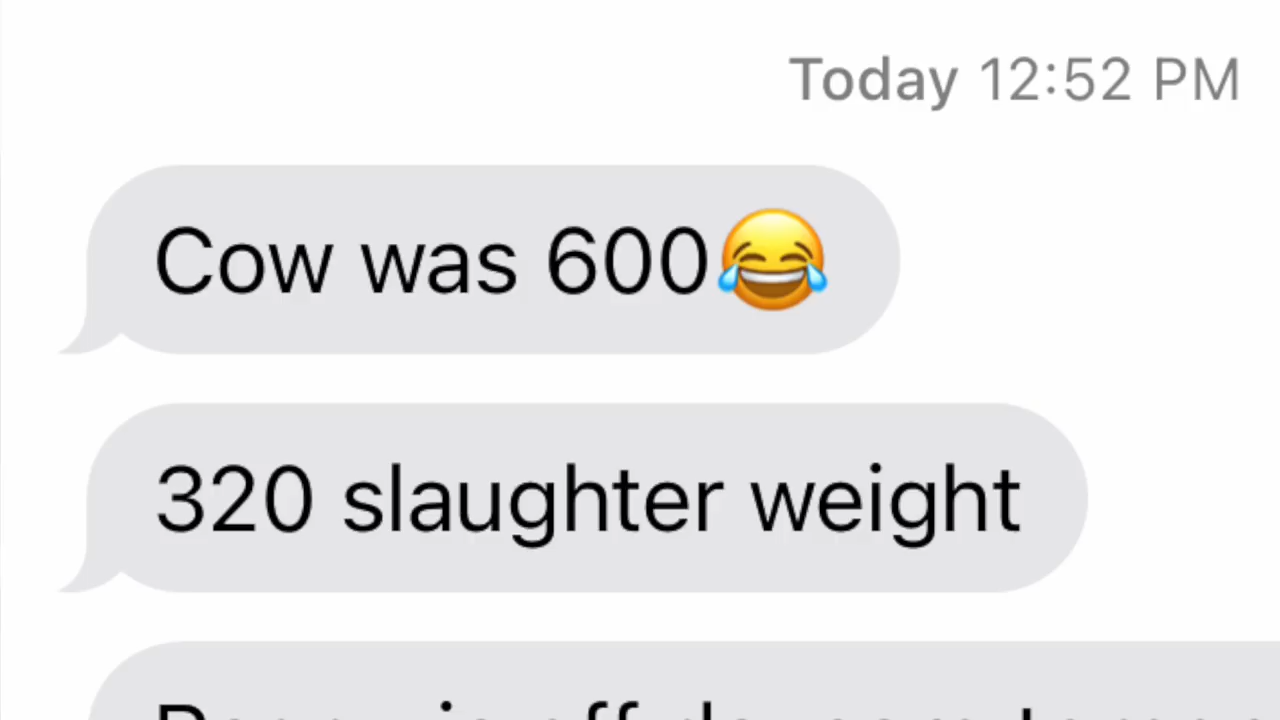 Today 12:52 PM
Cow was 600😂
320 slaughter weight